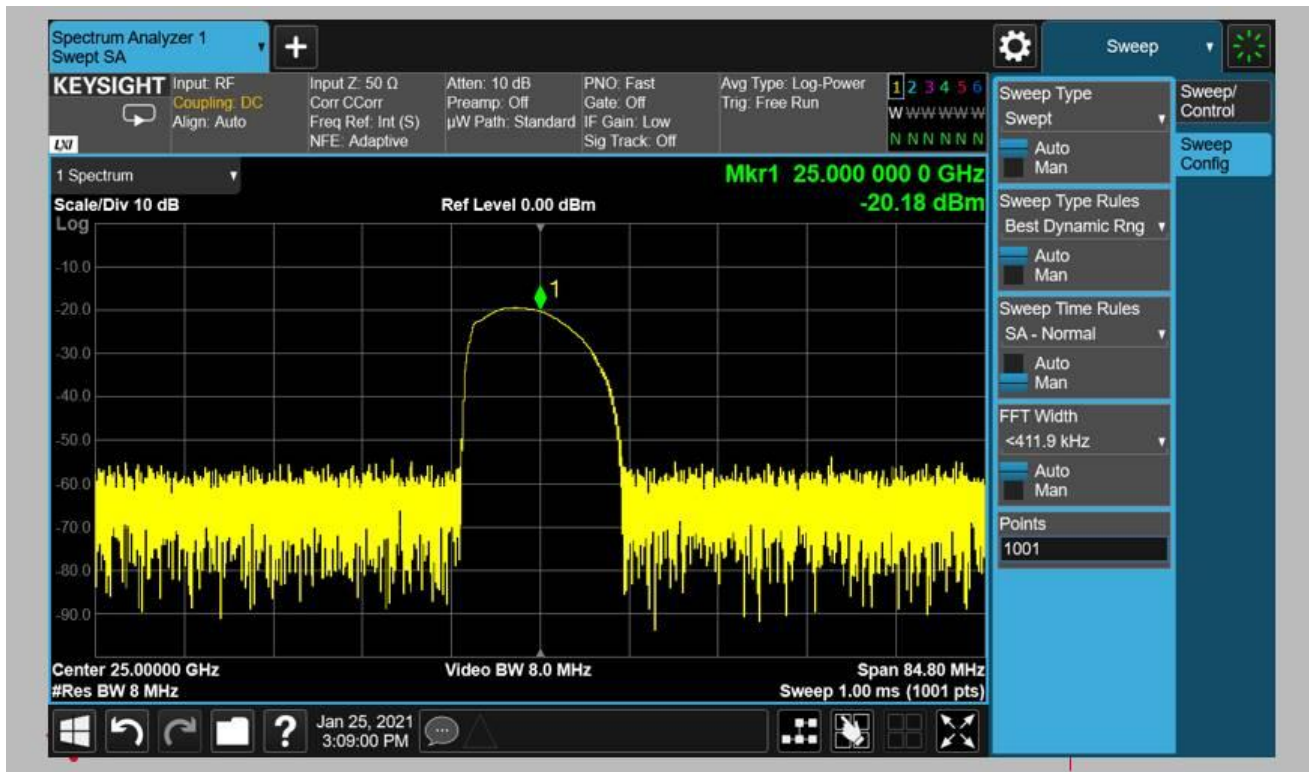 Spectrum Analyzer 1
Swept SA
+
Sweep
KEYSIGHT
LXI
Input: RF
Coupling: DC
Align: Auto
Input Z: 50 Ω
Corr CCorr
Freq Ref: Int (S)
NFE: Adaptive
Atten: 10 dB
Preamp: Off
µW Path: Standard
PNO: Fast
Gate: Off
IF Gain: Low
Sig Track: Off
Avg Type: Log-Power
Trig: Free Run
1 2 3 4 5 6
W W W W W W
N N N N N N
1 Spectrum
Scale/Div 10 dB
Log
Ref Level 0.00 dBm
Mkr1 25.000 000 0 GHz
-20.18 dBm
1
-10.0
-20.0
-30.0
-40.0
-50.0
-60.0
-70.0
-80.0
-90.0
Center 25.00000 GHz
#Res BW 8 MHz
Video BW 8.0 MHz
Span 84.80 MHz
Sweep 1.00 ms (1001 pts)
Sweep Type
Swept
Auto
Man
Sweep Type Rules
Best Dynamic Rng
Auto
Man
Sweep Time Rules
SA - Normal
Auto
Man
FFT Width
<411.9 kHz
Auto
Man
Points
1001
Sweep/
Control
Sweep
Config
?
Jan 25, 2021
3:09:00 PM